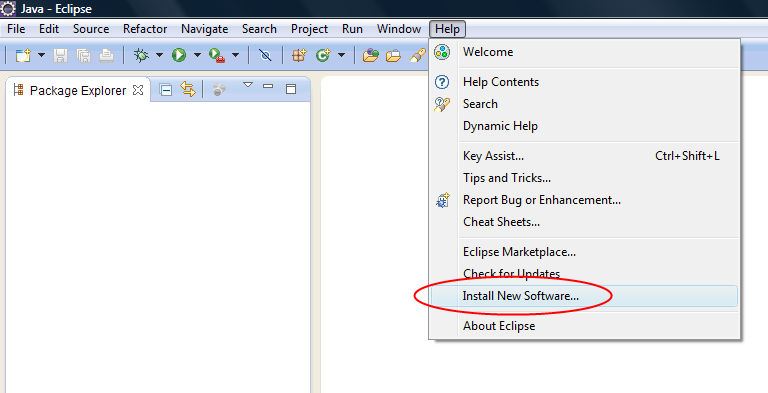 Java - Eclipse
File Edit Source Refactor Navigate Search Project Run Window Help
Package Explorer
Welcome
Help Contents
Search
Dynamic Help
Key Assist... Ctrl+Shift+L
Tips and Tricks...
Report Bug or Enhancement...
Cheat Sheets...
Eclipse Marketplace...
Check for Updates
Install New Software...
About Eclipse